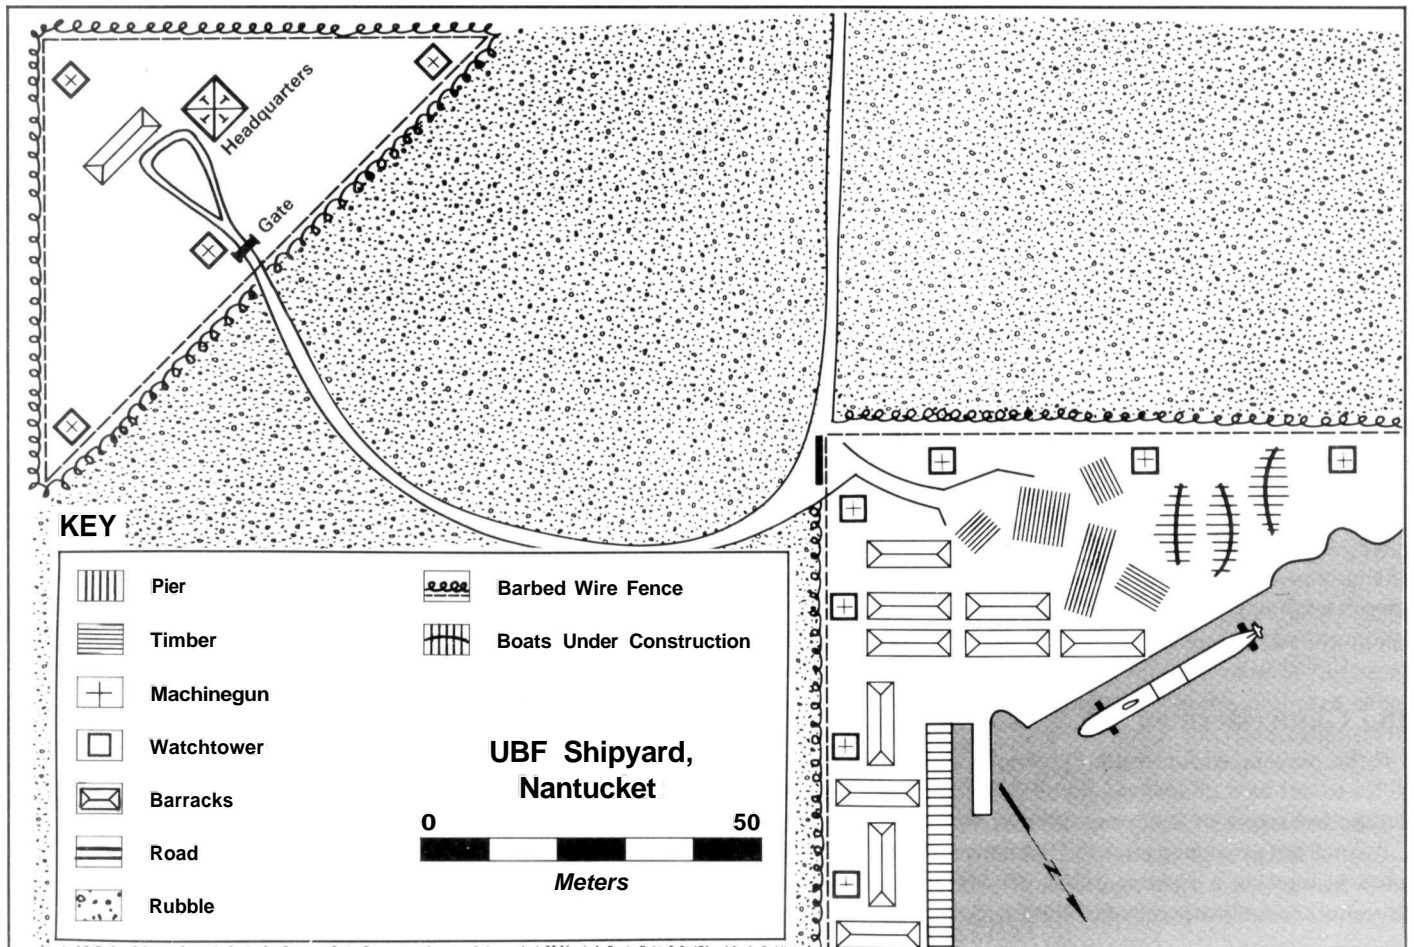 Headquarters
Gate
KEY
Pier
Timber
Machinegun
Watchtower
Barracks
Road
Rubble
Barbed Wire Fence
Boats Under Construction
UBF Shipyard,
Nantucket
0 50
Meters
N